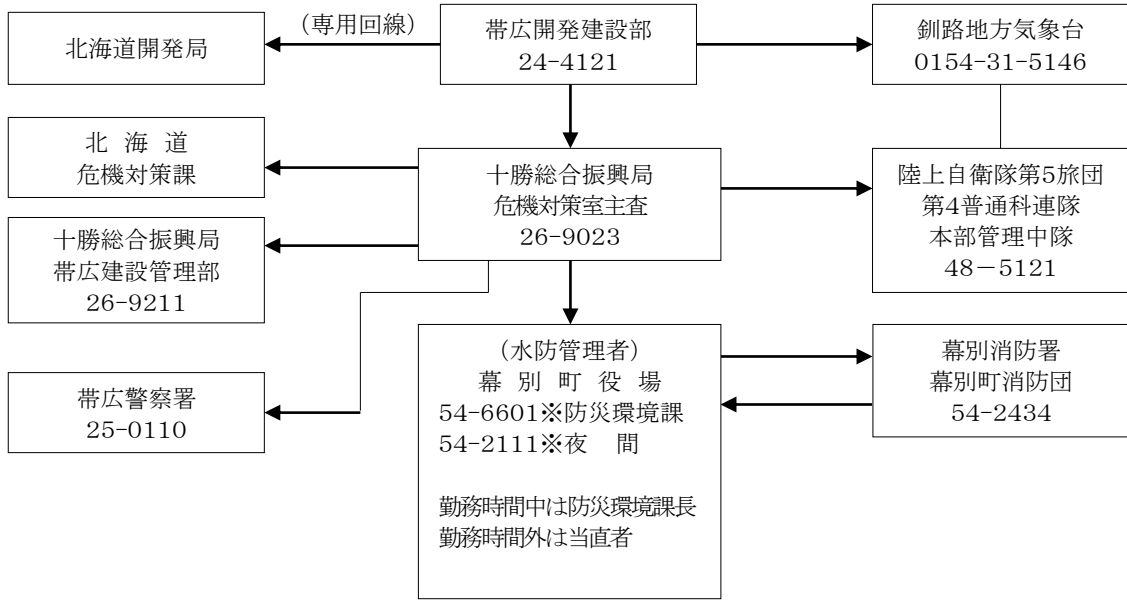 北海道開発局
（専用回線）
帯広開発建設部
24-4121
釧路地方気象台
0154-31-5146
北 海 道
危機対策課
十勝総合振興局
危機対策室主査
26-9023
陸上自衛隊第5旅団
第4普通科連隊
本部管理中隊
48－5121
十勝総合振興局
帯広建設管理部
26-9211
帯広警察署
25-0110
（水防管理者）
幕 別 町 役 場
54-6601※防災環境課
54-2111※夜　間
勤務時間中は防災環境課長
勤務時間外は当直者
幕別消防署
幕別町消防団
54-2434